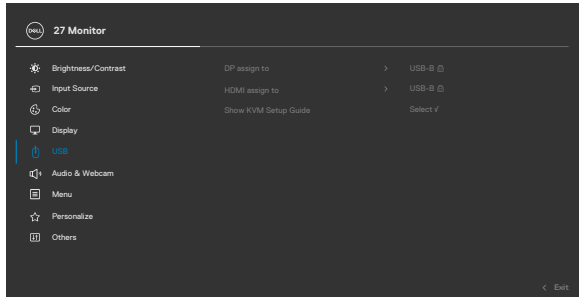 DELL 27 Monitor
Brightness/Contrast DP assign to > USB-B
Input Source HDMI assign to > USB-B
Color Show KVM Setup Guide Select √
Display
USB
Audio & Webcam
Menu
Personalize
Others
< Exit